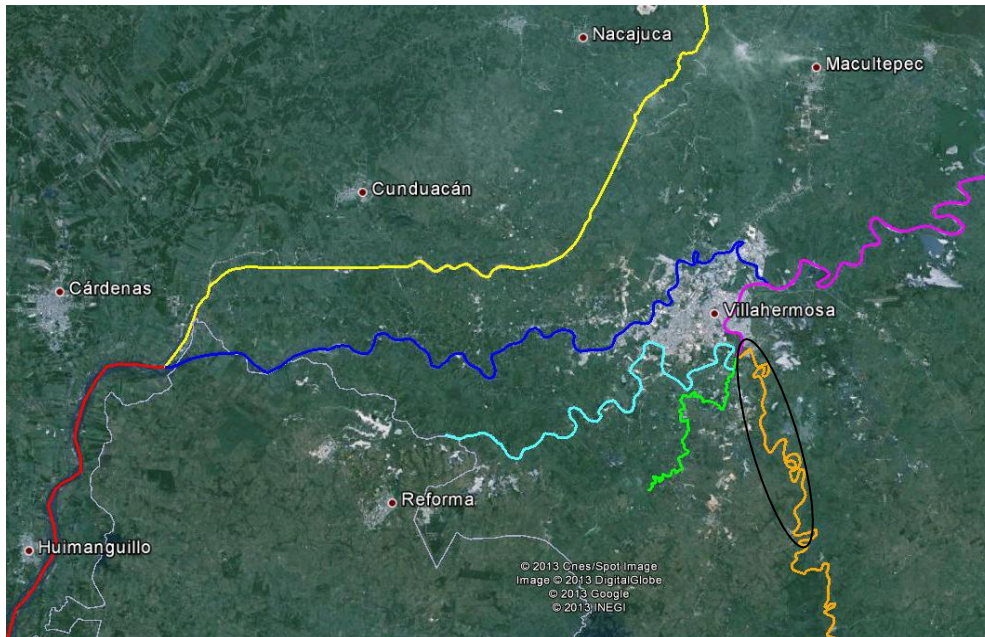 Nacajuca
Macultepec
Cunduacán
Cárdenas
Villahermosa
Reforma
Huimanguillo
© 2013 Cnes/Spot Image
Image © 2013 DigitalGlobe
© 2013 Google
© 2013 INEGI